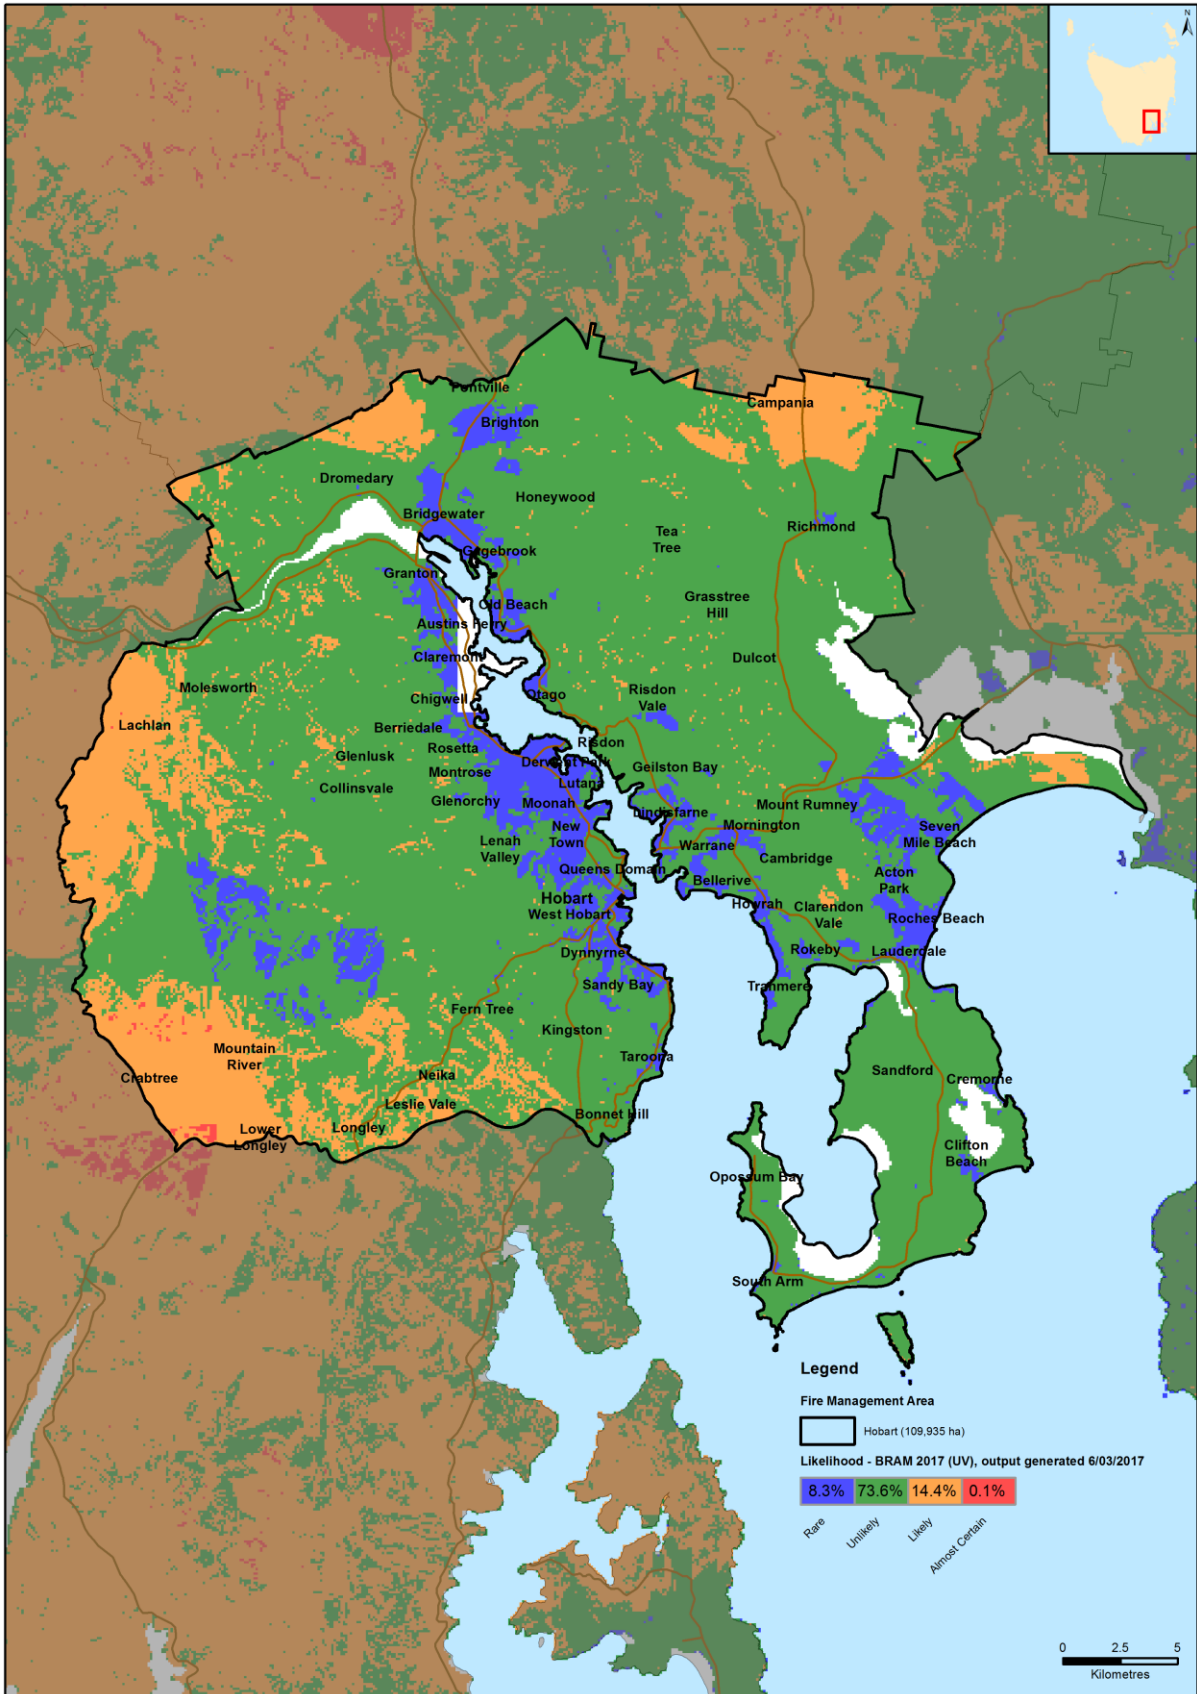 N
Pontville
Campania
Brighton
Dromedary
Honeywood
Bridgewater
Richmond
Tea
Tree
Gagebrook
Granton
Grasstree
Hill
Old Beach
Austins Ferry
Claremont
Dulcot
Molesworth
Chigwell
Otago
Risdon
Vale
Lachlan
Berriedale
Rosetta
Risdon
Glenlusk
Derwent Park
Geilston Bay
Montrose
Lutana
Collinsvale
Glenorchy
Moonah
Mount Rumney
Lindisfarne
New
Town
Mornington
Seven
Mile Beach
Lenah
Valley
Warrane
Cambridge
Queens Domain
Acton
Park
Bellerive
Hobart
West Hobart
Howrah
Clarendon
Vale
Roches Beach
Dynnyrne
Rokeby
Lauderdale
Sandy Bay
Tranmere
Fern Tree
Kingston
Mountain
River
Taroona
Sandford
Crabtree
Neika
Cremorne
Leslie Vale
Bonnet Hill
Lower
Longley
Longley
Clifton
Beach
Opossum Bay
South Arm
Legend
Fire Management Area
Hobart (109,935 ha)
Likelihood - BRAM 2017 (UV), output generated 6/03/2017
8.3% 73.6% 14.4% 0.1%
Rare Unlikely Likely Almost Certain
0 2.5 5
Kilometres